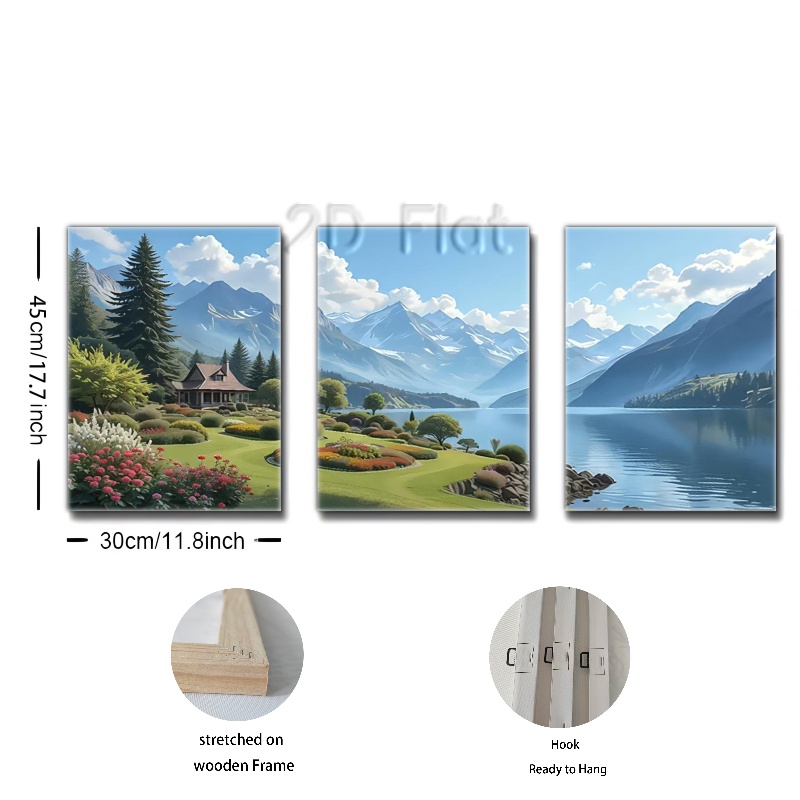 2D Flat
45cm/17.7inch
30cm/11.8inch
stretched on
wooden Frame
Hook
Ready to Hang